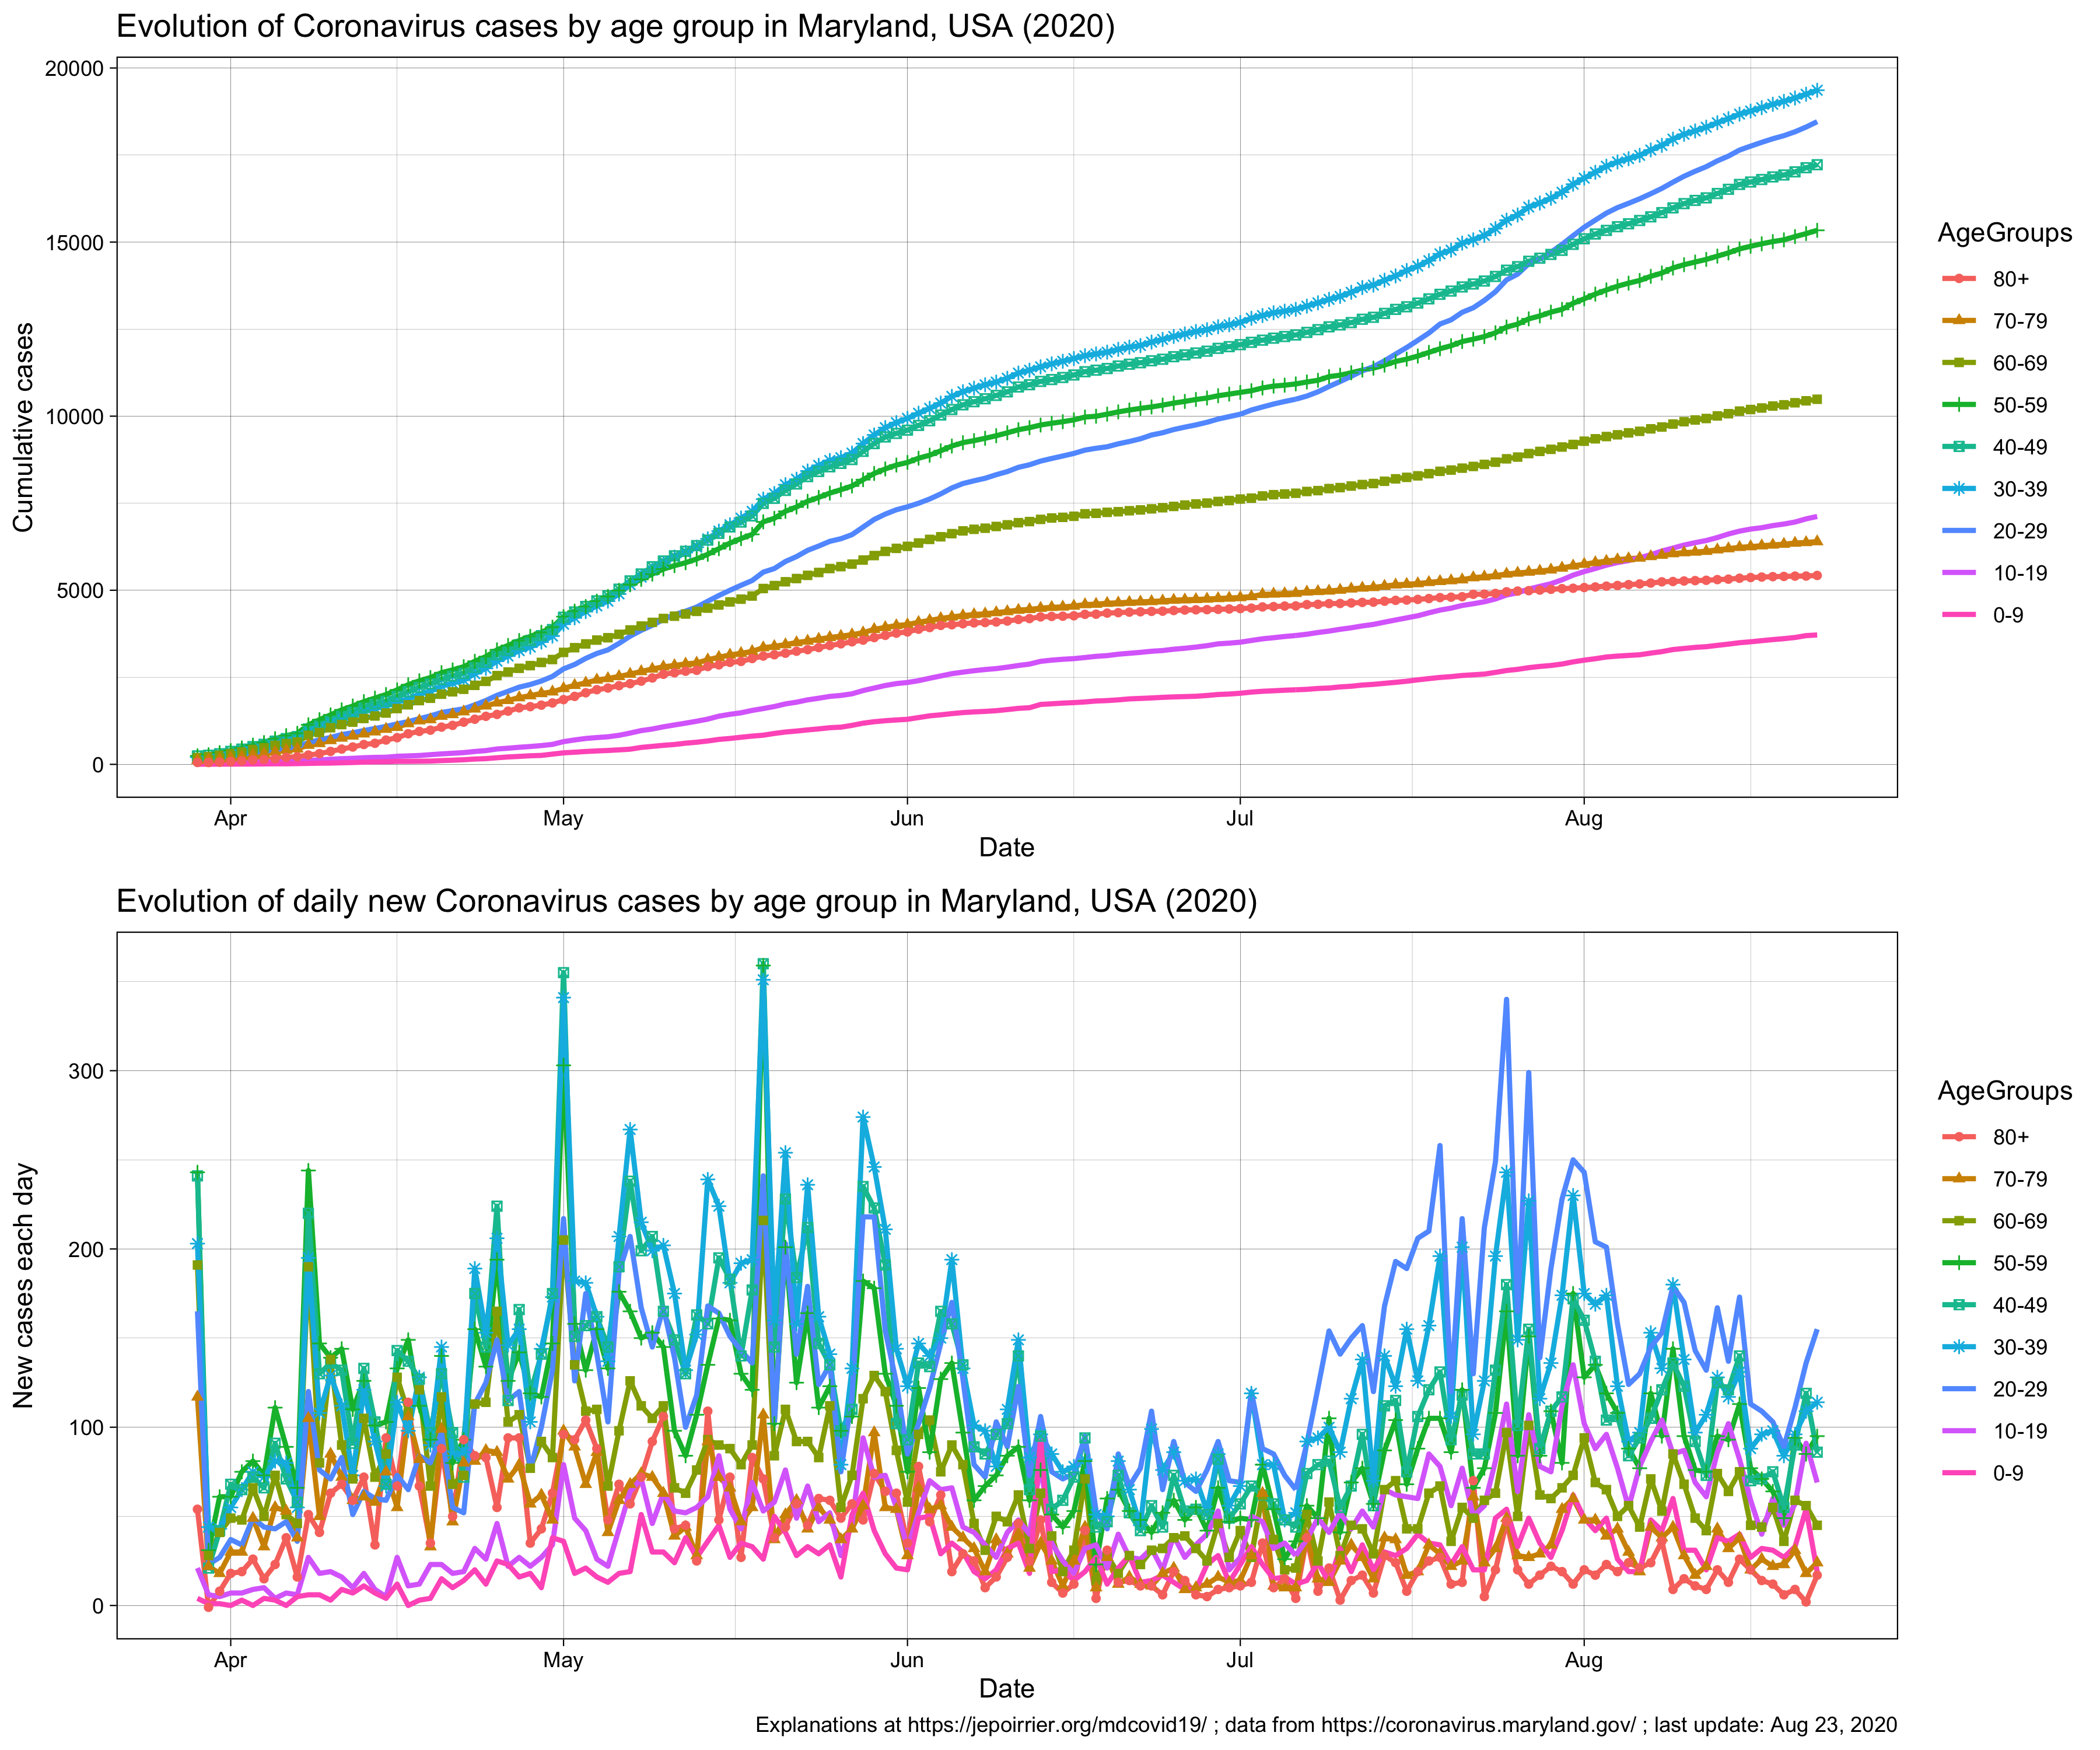 Evolution of Coronavirus cases by age group in Maryland, USA (2020)
20000
15000
10000
5000
0
Cumulative cases
Apr May Jun Jul Aug
Date
AgeGroups
80+
70-79
60-69
50-59
40-49
30-39
20-29
10-19
0-9
Evolution of daily new Coronavirus cases by age group in Maryland, USA (2020)
300
200
100
0
New cases each day
Apr May Jun Jul Aug
Date
AgeGroups
80+
70-79
60-69
50-59
40-49
30-39
20-29
10-19
0-9
Explanations at https://jepoirrier.org/mdcovid19/ ; data from https://coronavirus.maryland.gov/ ; last update: Aug 23, 2020